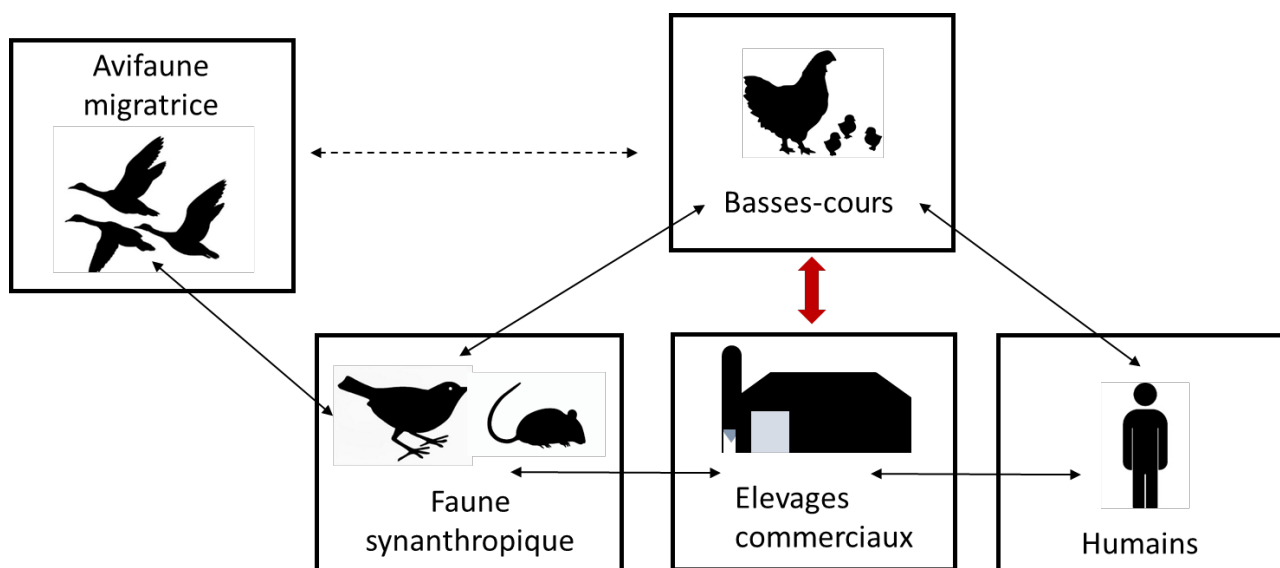 Avifaune
migratrice
Basses-cours
Faune
synanthropique
Elevages
commerciaux
Humains